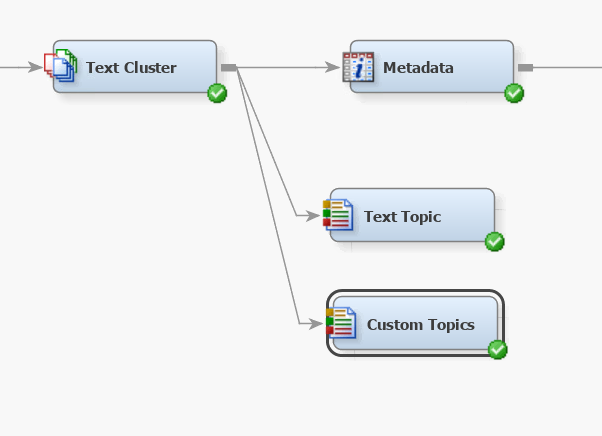 Text Cluster
Metadata
Text Topic
Custom Topics